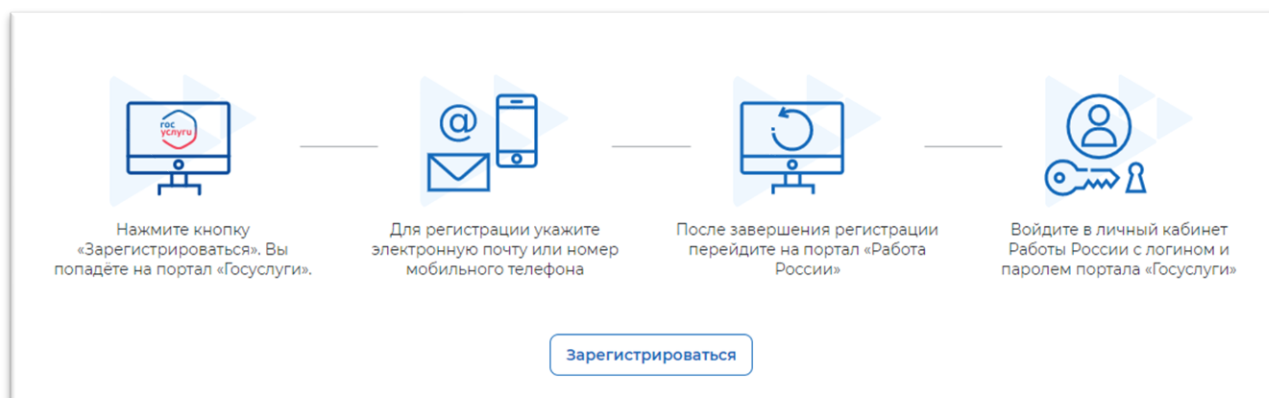 гос
услуги
@
Нажмите кнопку
«Зарегистрироваться». Вы
попадёте на портал «Госуслуги».
Для регистрации укажите
электронную почту или номер
мобильного телефона
После завершения регистрации
перейдите на портал «Работа
России»
Войдите в личный кабинет
Работы России с логином и
паролем портала «Госуслуги»
Зарегистрироваться